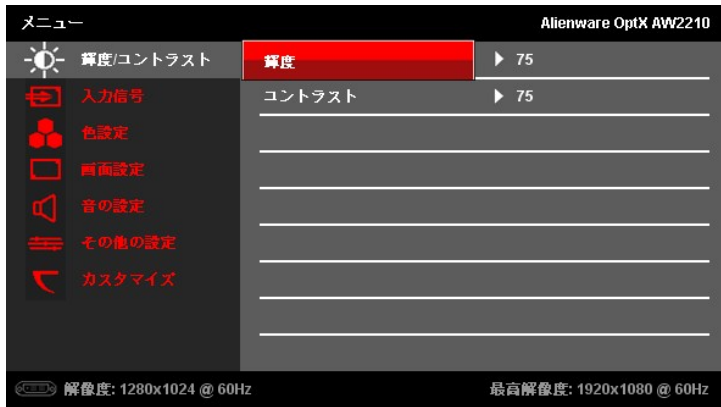 メニュー Alienware OptX AW2210
輝度/コントラスト 輝度 75
入力信号 コントラスト 75
色設定
画面設定
音の設定
その他の設定
カスタマイズ
解像度: 1280x1024 @ 60Hz 最高解像度: 1920x1080 @ 60Hz